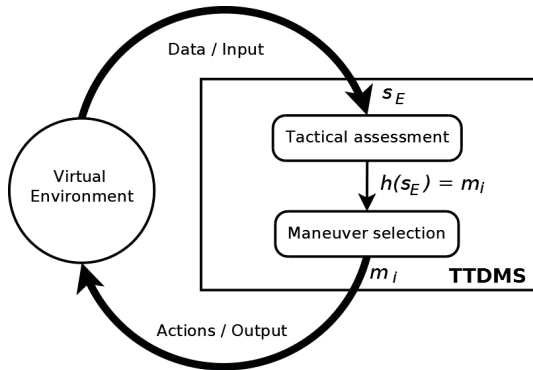 Data / Input
s_E
Tactical assessment
Virtual
Environment
h(s_E) = m_i
Maneuver selection
m_i
TTDMS
Actions / Output